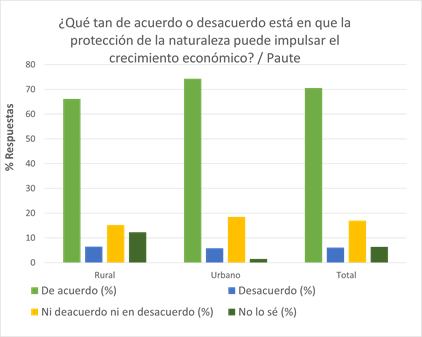 ¿Qué tan de acuerdo o desacuerdo está en que la
protección de la naturaleza puede impulsar el
crecimiento económico? / Paute
% Respuestas
80
70
60
50
40
30
20
10
0
Rural
Urbano
Total
De acuerdo (%)
Desacuerdo (%)
Ni deacuerdo ni en desacuerdo (%)
No lo sé (%)